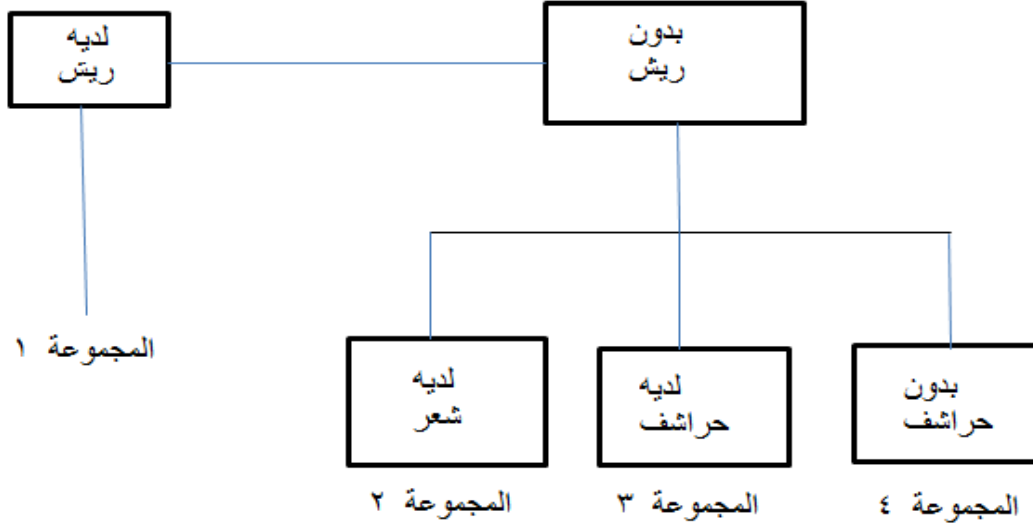 بدون
ريش
لديه
ريش
المجموعة ١
بدون
حراشف
لديه
حراشف
لديه
شعر
المجموعة ٤
المجموعة ٣
المجموعة ٢